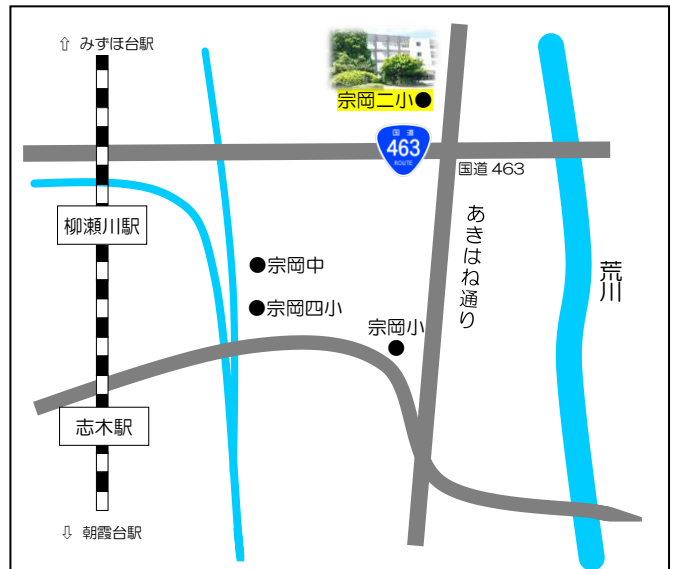 ⇧ みずほ台駅
宗岡二小●
国道
463
ROUTE
国道 463
柳瀬川駅
あきはね通り
荒川
●宗岡中
●宗岡四小
宗岡小
志木駅
⇩ 朝霞台駅